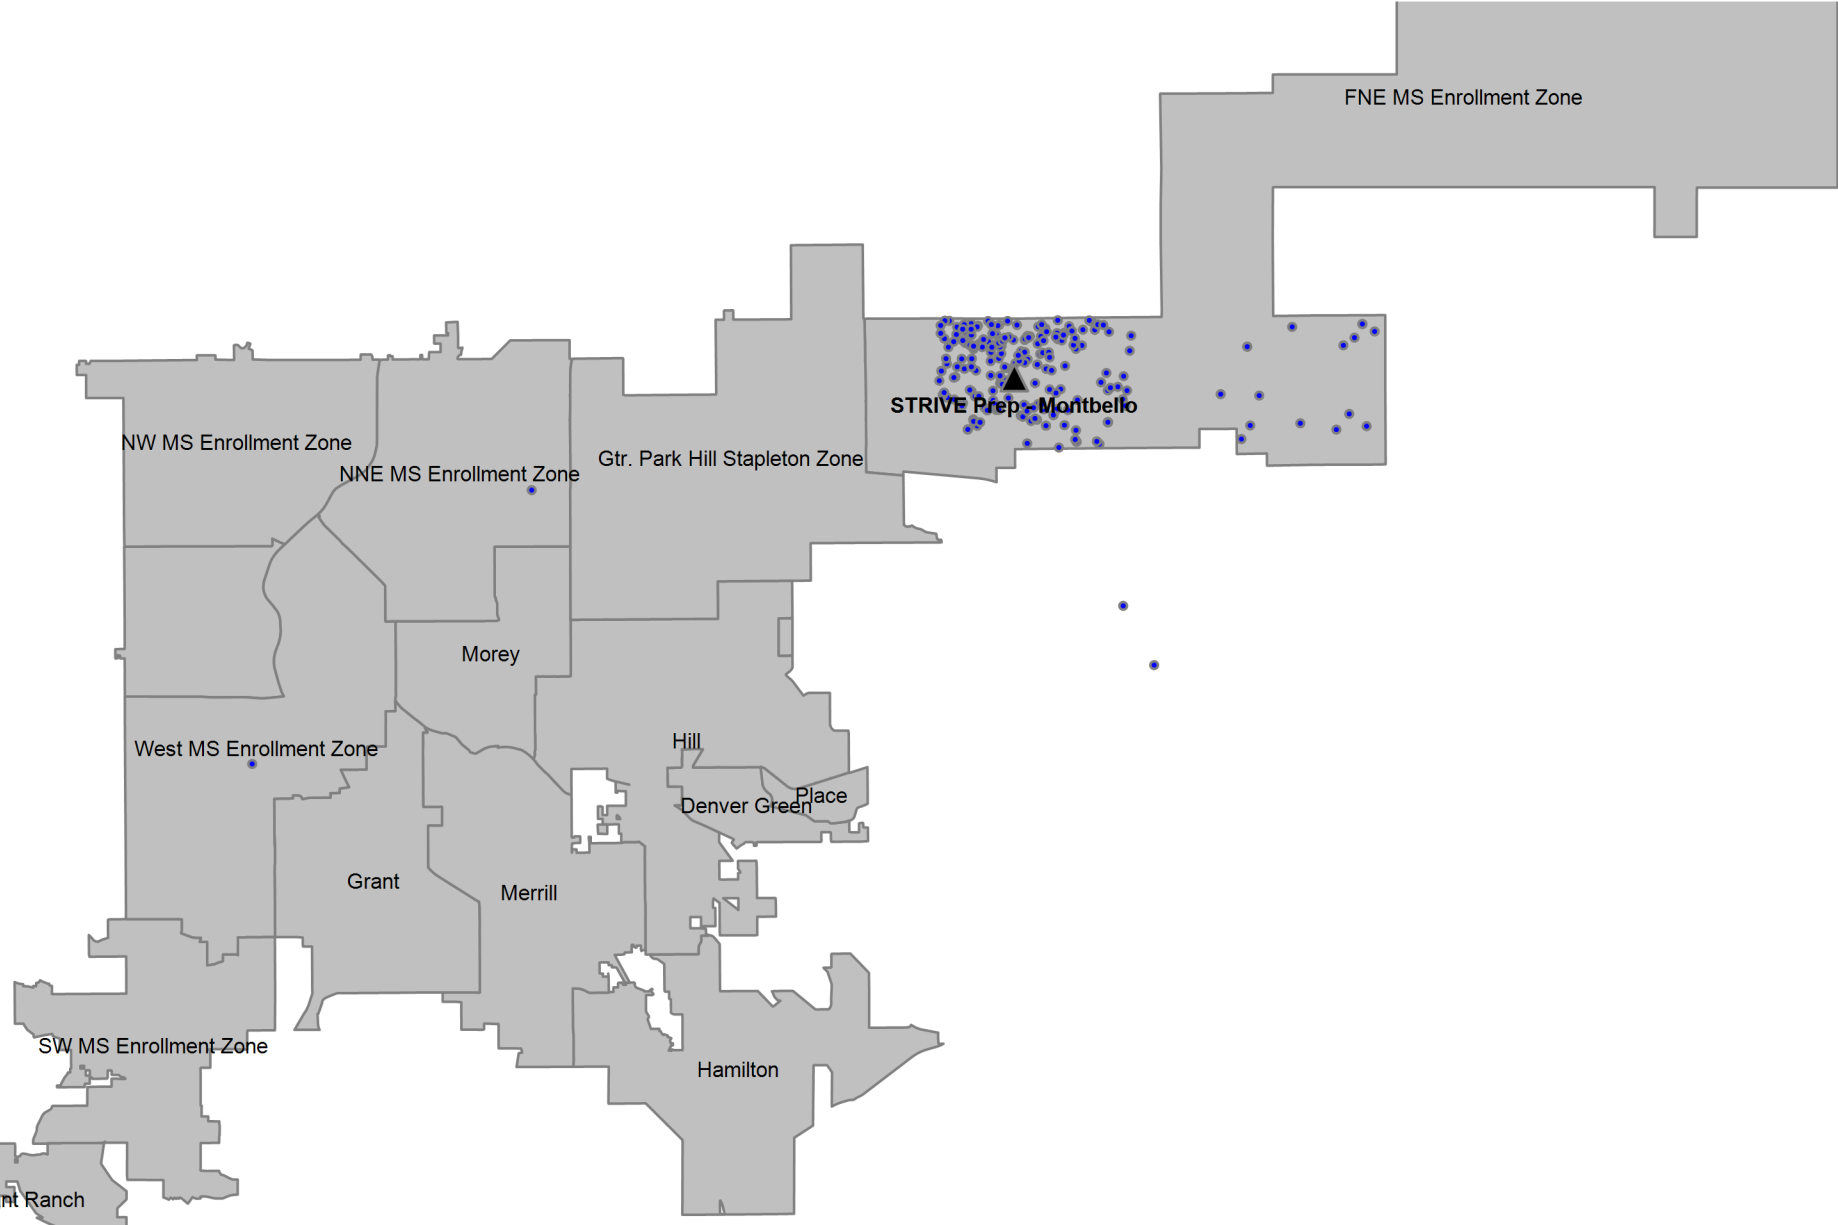 FNE MS Enrollment Zone
STRIVE Prep - Montbello
NW MS Enrollment Zone
Gtr. Park Hill Stapleton Zone
NNE MS Enrollment Zone
Morey
Hill
West MS Enrollment Zone
Place
Denver Green
Grant
Merrill
SW MS Enrollment Zone
Hamilton
nt Ranch